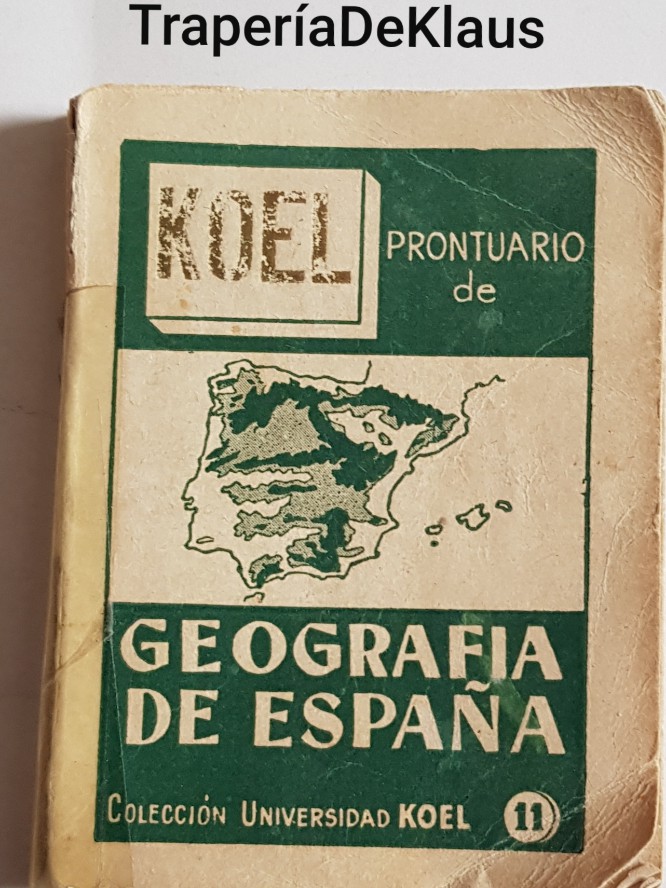 TraperíaDeKlaus
KOEL
PRONTUARIO
de
GEOGRAFIA
DE ESPAÑA
COLECCIÓN UNIVERSIDAD KOEL 11